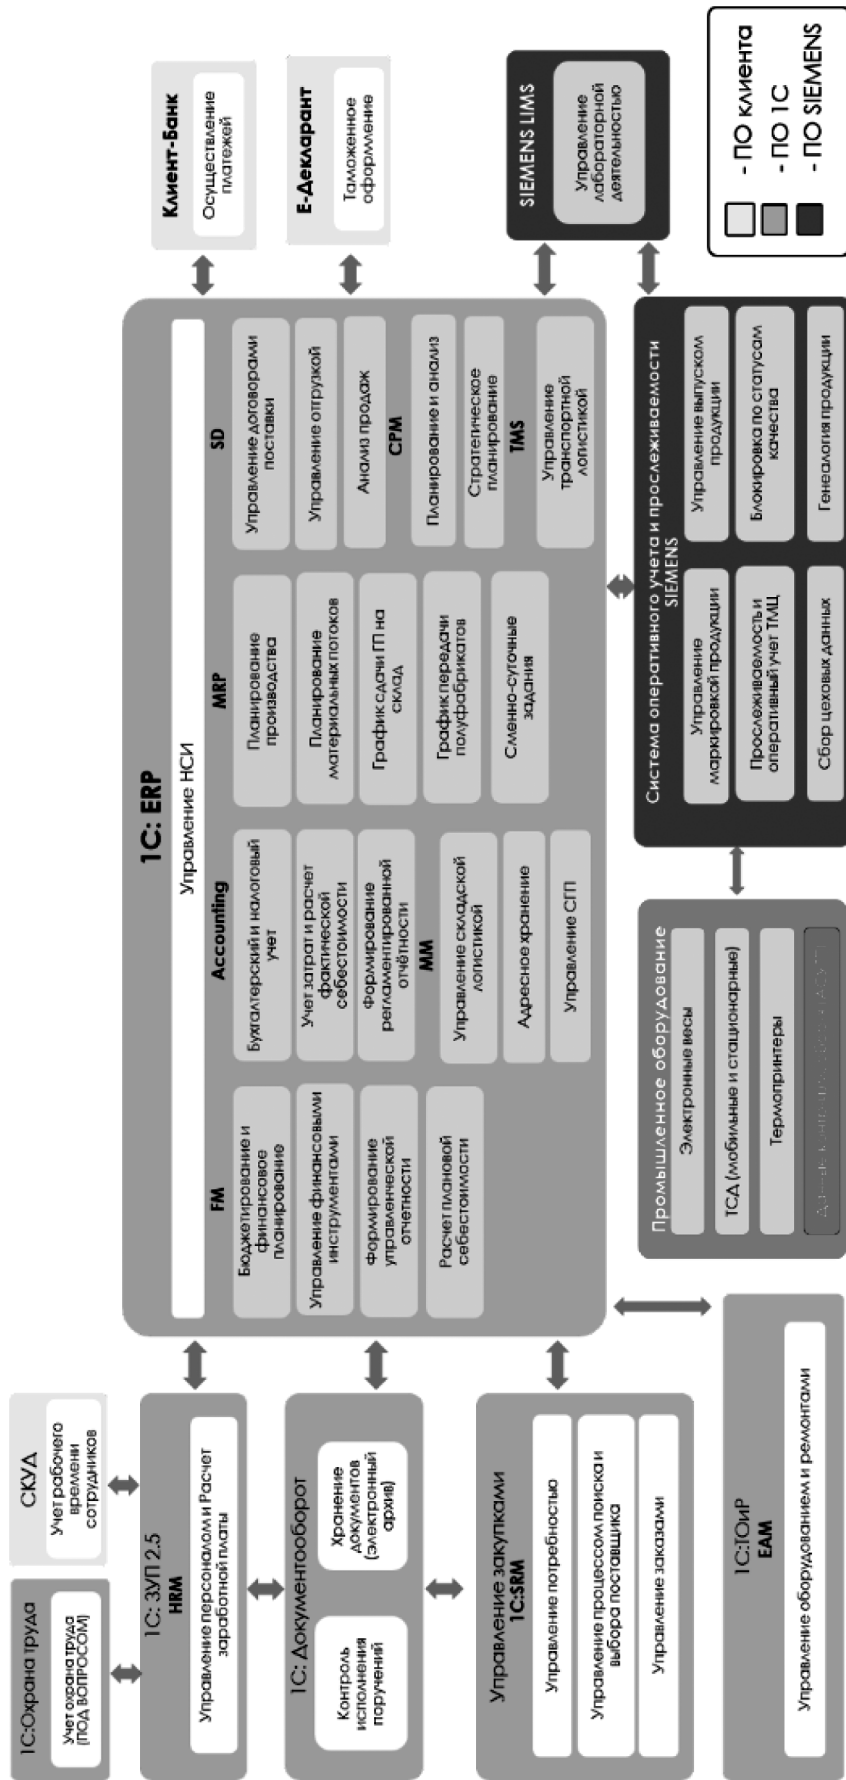 1С:Охрана труда
Учет охрана труда
(ПОД ВОПРОСОМ)
СКУД
Учет рабочего
времени
сотрудников
1С: ЗУП 2.5
HRM
Управление персоналом и Расчет
заработной платы
1С: Документооборот
Контроль
исполнения
поручений
Хранение
документов
(электронный
архив)
Управление закупками
1С:SRM
Управление потребностью
Управление процессом поиска и
выбора поставщика
Управление заказами
1С:ТОиР
EAM
Управление оборудованием и ремонтами
1С: ERP
Управление НСИ
FM
Бюджетирование и
финансовое
планирование
Управление финансовыми
инструментами
Формирование
управленческой
отчетности
Расчет плановой
себестоимости
Accounting
Бухгалтерский и налоговый
учет
Учет затрат и расчет
фактической
себестоимости
Формирование
регламентированной
отчётности
MM
Управление складской
логистикой
Адресное хранение
Управление СГП
MRP
Планирование
производства
Планирование
материальных потоков
График сдачи ГП на
склад
График передачи
полуфабрикатов
Сменно-суточные
задания
SD
Управление договорами
поставки
Управление отгрузкой
Анализ продаж
CPM
Планирование и анализ
Стратегическое
планирование
TMS
Управление
транспортной
логистикой
Клиент-Банк
Осуществление
платежей
Е-Декларант
Таможенное
оформление
SIEMENS LIMS
Управление
лабораторной
деятельностью
Промышленное оборудование
Электронные весы
ТСД (мобильные и стационарные)
Термопринтеры
Система оперативного учета и прослеживаемости
SIEMENS
Управление
маркировкой продукции
Управление выпуском
продукции
Прослеживаемость и
оперативный учет ТМЦ
Блокировка по статусам
качества
Сбор цеховых данных
Генеалогия продукции
- ПО клиента
- ПО 1С
- ПО SIEMENS